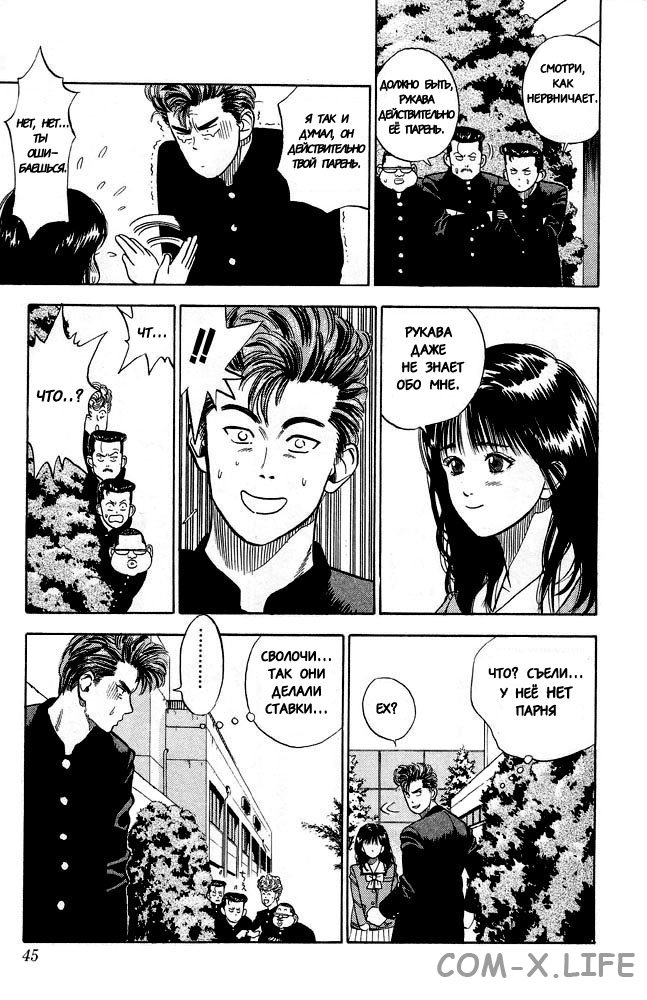 СМОТРИ,
КАК
НЕРВНИЧАЕТ.
ДОЛЖНО БЫТЬ,
РУКАВА
ДЕЙСТВИТЕЛЬНО
ЕЁ ПАРЕНЬ.
Я ТАК И
ДУМАЛ, ОН
ДЕЙСТВИТЕЛЬНО
ТВОЙ ПАРЕНЬ.
НЕТ, НЕТ...
ТЫ
ОШИ-
БАЕШЬСЯ.
РУКАВА
ДАЖЕ
НЕ ЗНАЕТ
ОБО МНЕ.
!!
ЧТ...
ЧТО..?
ЧТО? СЪЕЛИ...
У НЕЁ НЕТ
ПАРНЯ
ЕХ?
СВОЛОЧИ...
ТАК ОНИ
ДЕЛАЛИ
СТАВКИ...
.........
45
COM-X.LIFE